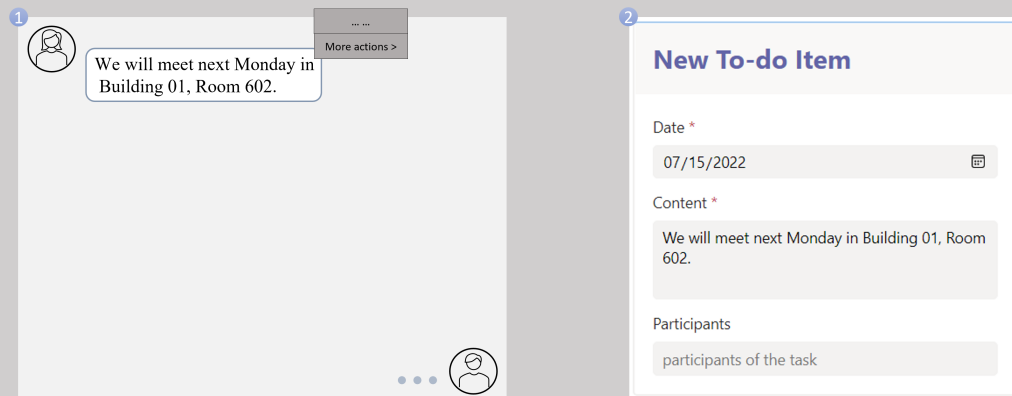 1
... ...
More actions >
We will meet next Monday in
Building 01, Room 602.
2
New To-do Item
Date *
07/15/2022
Content *
We will meet next Monday in Building 01, Room
602.
Participants
participants of the task